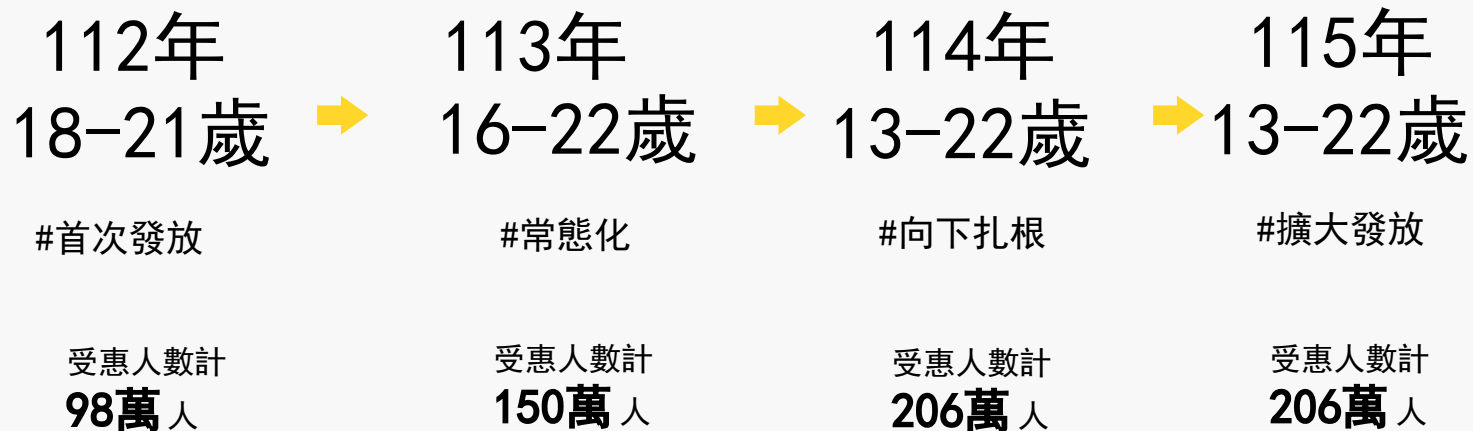 112年
18-21歲
#首次發放
受惠人數計
98萬 人
113年
16-22歲
#常態化
受惠人數計
150萬 人
114年
13-22歲
#向下扎根
受惠人數計
206萬 人
115年
13-22歲
#擴大發放
受惠人數計
206萬 人